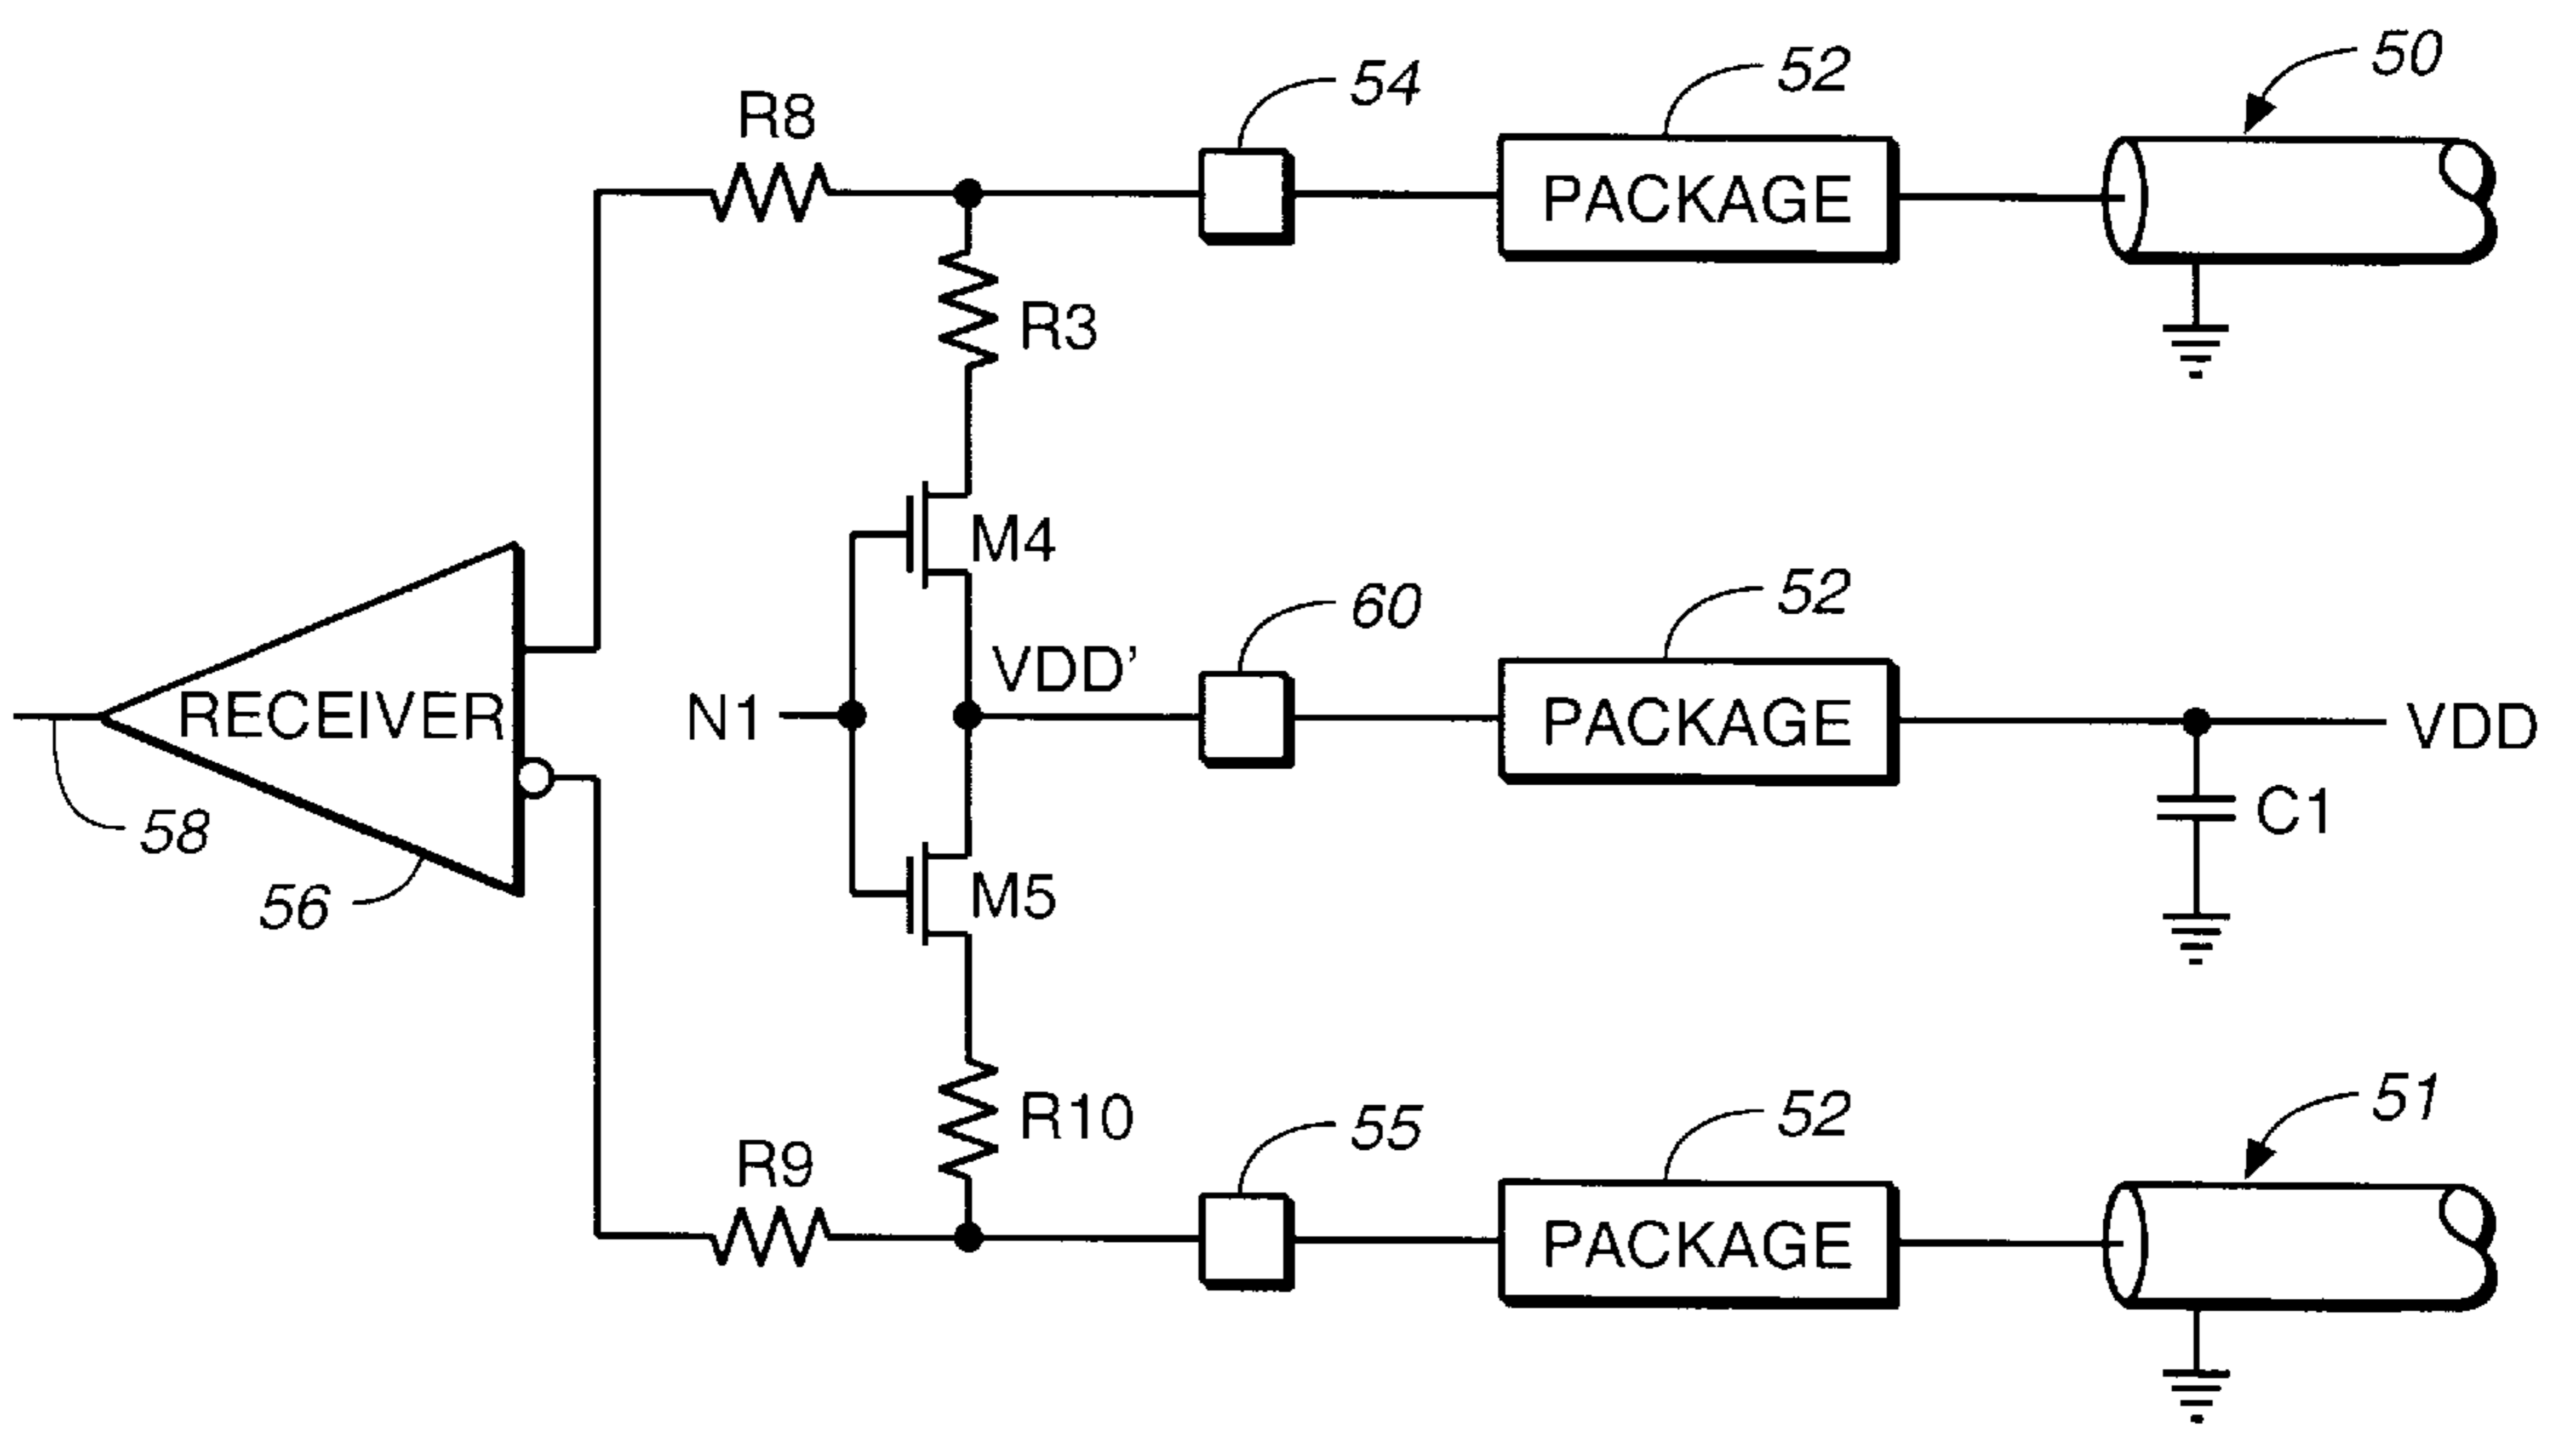 50
52
54
R8
PACKAGE
R3
M4
52
60
VDD'
RECEIVER
N1
PACKAGE
VDD
C1
58
56
M5
51
52
55
R10
R9
PACKAGE